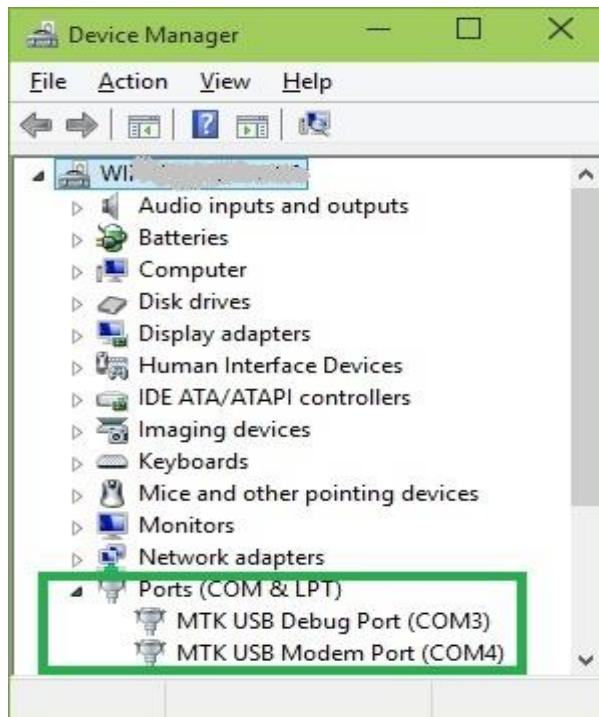 Device Manager
File Action View Help
Audio inputs and outputs
Batteries
Computer
Disk drives
Display adapters
Human Interface Devices
IDE ATA/ATAPI controllers
Imaging devices
Keyboards
Mice and other pointing devices
Monitors
Network adapters
Ports (COM & LPT)
MTK USB Debug Port (COM3)
MTK USB Modem Port (COM4)